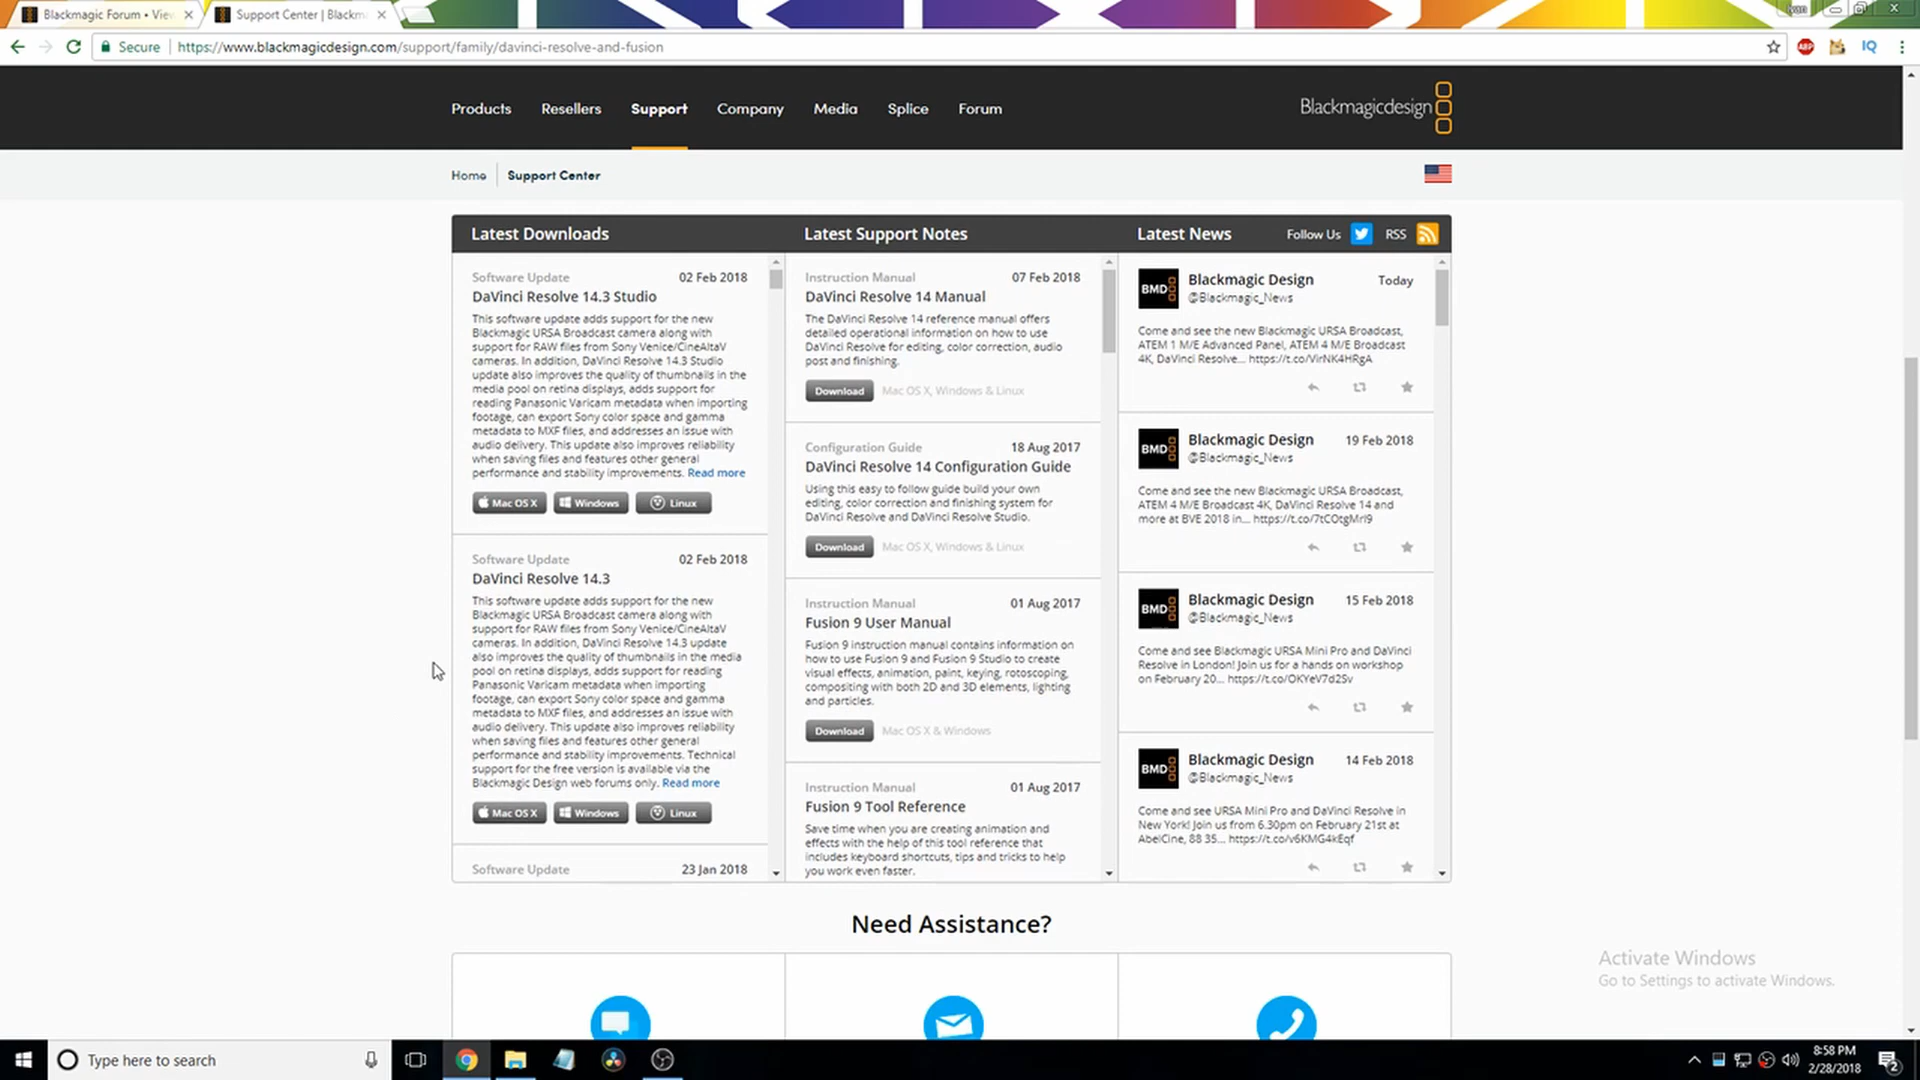 Blackmagic Forum • View
Support Center | Blackm
Ivan
Secure
https://www.blackmagicdesign.com/support/family/davinci-resolve-and-fusion
ABP
IQ
Products
Resellers
Support
Company
Media
Splice
Forum
Blackmagicdesign
Home
Support Center
Latest Downloads
Software Update 02 Feb 2018
DaVinci Resolve 14.3 Studio
This software update adds support for the new
Blackmagic URSA Broadcast camera along with
support for RAW files from Sony Venice/CineAltaV
cameras. In addition, DaVinci Resolve 14.3 Studio
update also improves the quality of thumbnails in the
media pool on retina displays, adds support for
reading Panasonic Varicam metadata when importing
footage, can export Sony color space and gamma
metadata to MXF files, and addresses an issue with
audio delivery. This update also improves reliability
when saving files and features other general
performance and stability improvements. Read more
Mac OS X Windows Linux
Software Update 02 Feb 2018
DaVinci Resolve 14.3
This software update adds support for the new
Blackmagic URSA Broadcast camera along with
support for RAW files from Sony Venice/CineAltaV
cameras. In addition, DaVinci Resolve 14.3 update
also improves the quality of thumbnails in the media
pool on retina displays, adds support for reading
Panasonic Varicam metadata when importing
footage, can export Sony color space and gamma
metadata to MXF files, and addresses an issue with
audio delivery. This update also improves reliability
when saving files and features other general
performance and stability improvements. Technical
support for the free version is available via the
Blackmagic Design web forums only. Read more
Mac OS X Windows Linux
Software Update 23 Jan 2018
Latest Support Notes
Instruction Manual 07 Feb 2018
DaVinci Resolve 14 Manual
The DaVinci Resolve 14 reference manual offers
detailed operational information on how to use
DaVinci Resolve for editing, color correction, audio
post and finishing.
Download Mac OS X, Windows & Linux
Configuration Guide 18 Aug 2017
DaVinci Resolve 14 Configuration Guide
Using this easy to follow guide build your own
editing, color correction and finishing system for
DaVinci Resolve and DaVinci Resolve Studio.
Download Mac OS X, Windows & Linux
Instruction Manual 01 Aug 2017
Fusion 9 User Manual
Fusion 9 instruction manual contains information on
how to use Fusion 9 and Fusion 9 Studio to create
visual effects, animation, paint, keying, rotoscoping,
compositing with both 2D and 3D elements, lighting
and particles.
Download Mac OS X & Windows
Instruction Manual 01 Aug 2017
Fusion 9 Tool Reference
Save time when you are creating animation and
effects with the help of this tool reference that
includes keyboard shortcuts, tips and tricks to help
you work even faster.
Latest News Follow Us RSS
BMD
Blackmagic Design Today
@Blackmagic_News
Come and see the new Blackmagic URSA Broadcast,
ATEM 1 M/E Advanced Panel, ATEM 4 M/E Broadcast
4K, DaVinci Resolve... https://t.co/VirNK4HRgA
BMD
Blackmagic Design 19 Feb 2018
@Blackmagic_News
Come and see the new Blackmagic URSA Broadcast,
ATEM 4 M/E Broadcast 4K, DaVinci Resolve 14 and
more at BVE 2018 in... https://t.co/7tCOtgMrI9
BMD
Blackmagic Design 15 Feb 2018
@Blackmagic_News
Come and see Blackmagic URSA Mini Pro and DaVinci
Resolve in London! Join us for a hands on workshop
on February 20... https://t.co/OKYeV7d2Sv
BMD
Blackmagic Design 14 Feb 2018
@Blackmagic_News
Come and see URSA Mini Pro and DaVinci Resolve in
New York! Join us from 6.30pm on February 21st at
AbelCine, 88 35... https://t.co/v6KMG4kEqf
Need Assistance?
Activate Windows
Go to Settings to activate Windows.
Type here to search
8:58 PM
2/28/2018
2